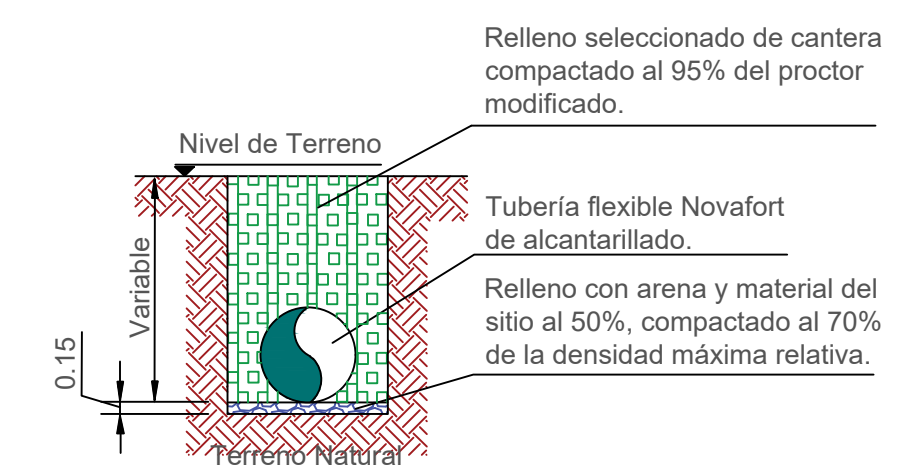 Relleno seleccionado de cantera
compactado al 95% del proctor
modificado.
Nivel de Terreno
Tubería flexible Novafort
de alcantarillado.
Variable
Relleno con arena y material del
sitio al 50%, compactado al 70%
de la densidad máxima relativa.
0.15
Terreno Natural